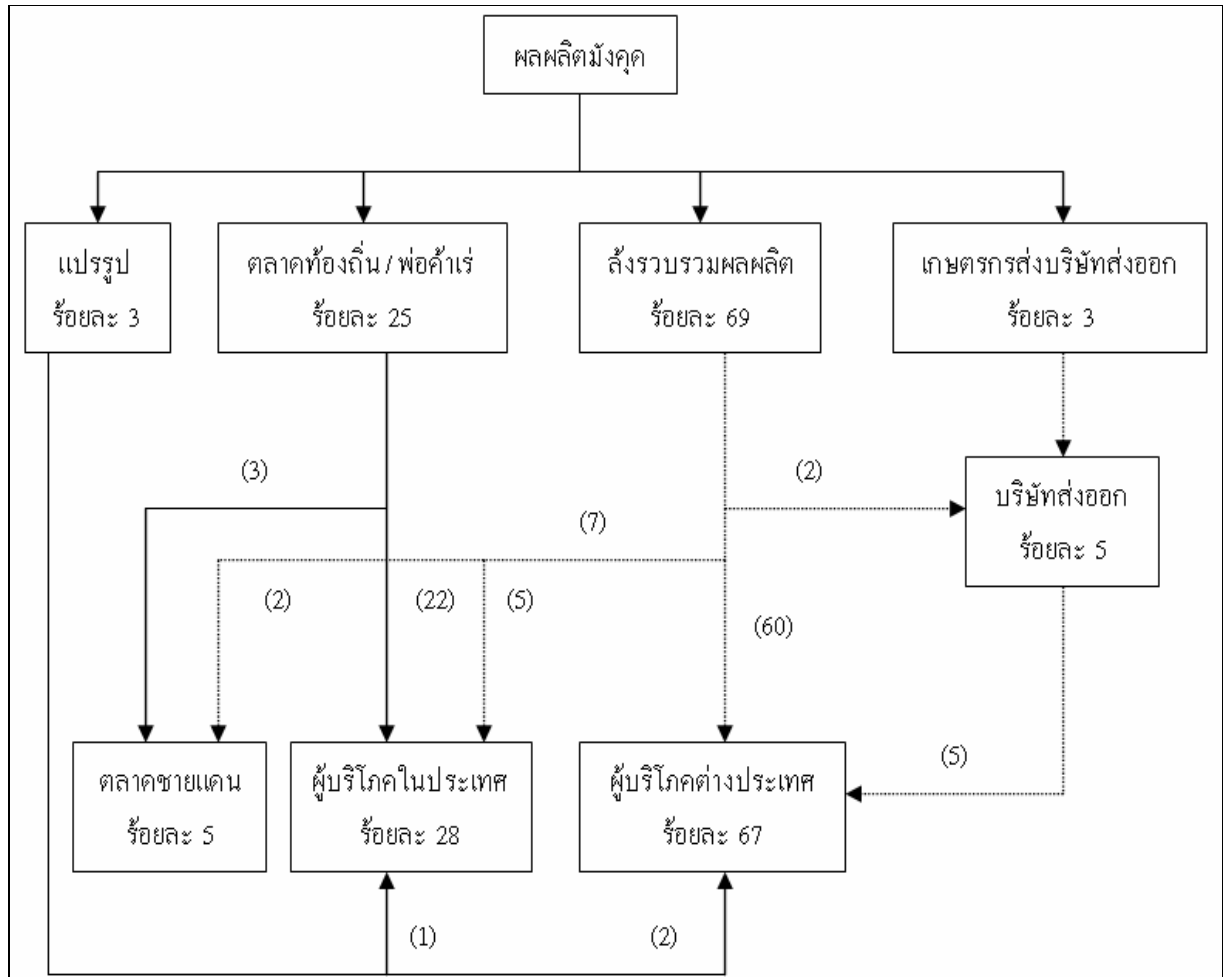 ผลผลิตมังคุด
แปรรูป
ร้อยละ 3
ตลาดท้องถิ่น / พ่อค้าเร่
ร้อยละ 25
ล้งรวบรวมผลผลิต
ร้อยละ 69
เกษตรกรส่งบริษัทส่งออก
ร้อยละ 3
(3)
(2)
บริษัทส่งออก
ร้อยละ 5
(7)
(2)
(22)
(5)
(60)
ตลาดชายแดน
ร้อยละ 5
ผู้บริโภคในประเทศ
ร้อยละ 28
ผู้บริโภคต่างประเทศ
ร้อยละ 67
(5)
(1)
(2)